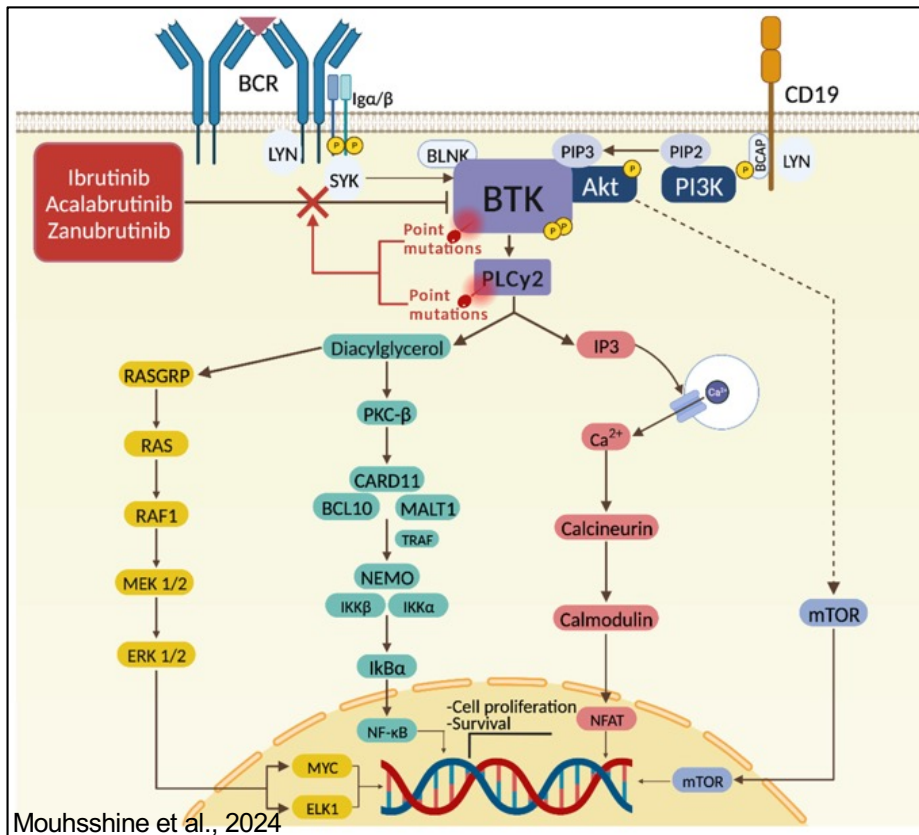 BCR
Igα/β
CD19
P P
LYN
SYK
BLNK
PIP3
PIP2
P
BCAP
LYN
Ibrutinib
Acalabrutinib
Zanubrutinib
BTK
Akt
P
PI3K
P P
Point
mutations
PLCy2
Point
mutations
Diacylglycerol
IP3
RASGRP
Ca²⁺
PKC-β
RAS
Ca²⁺
CARD11
BCL10
MALT1
RAF1
TRAF
Calcineurin
NEMO
MEK 1/2
IKKβ
IKKα
Calmodulin
mTOR
ERK 1/2
IkBα
-Cell proliferation
-Survival
NF-κB
NFAT
MYC
mTOR
ELK1
Mouhsshine et al., 2024